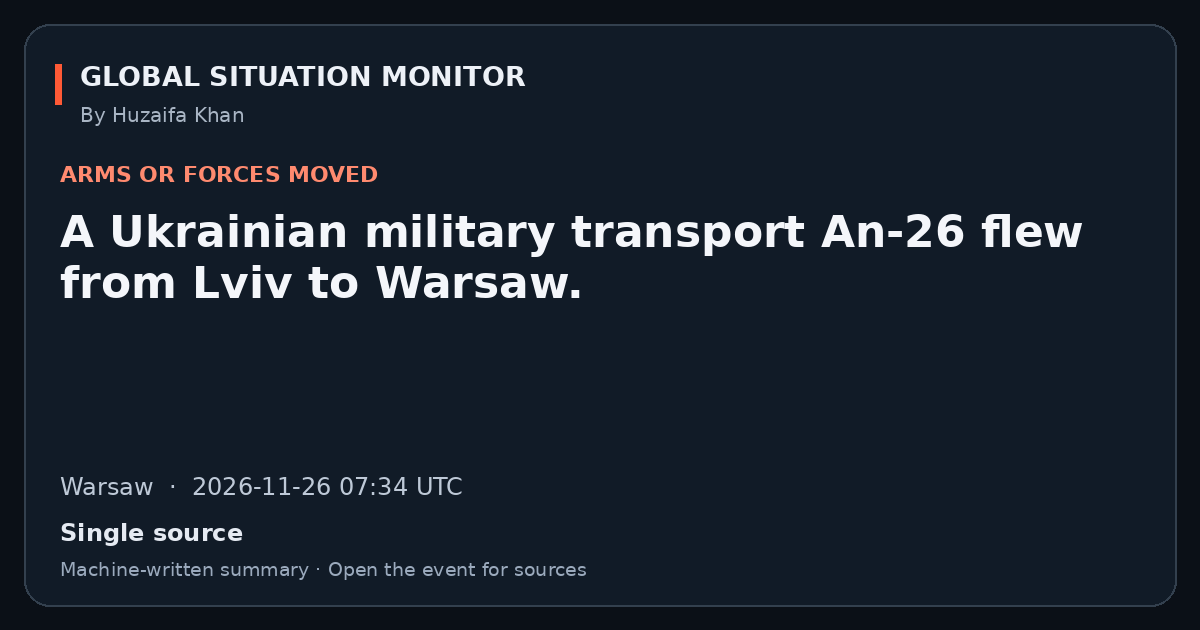 GLOBAL SITUATION MONITOR
By Huzaifa Khan
ARMS OR FORCES MOVED
A Ukrainian military transport An-26 flew
from Lviv to Warsaw.
Warsaw · 2026-11-26 07:34 UTC
Single source
Machine-written summary · Open the event for sources